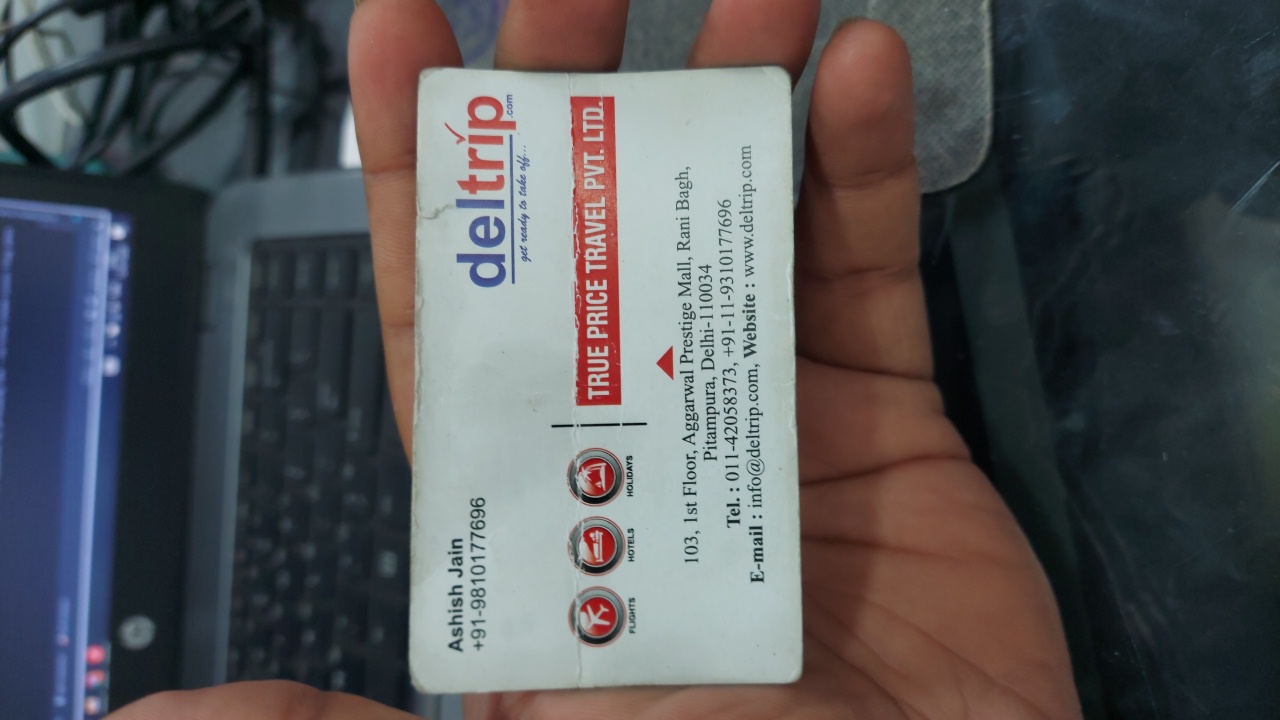 Ashish Jain
+91-9810177696
deltrip.com
get ready to take off...
FLIGHTS HOTELS HOLIDAYS
TRUE PRICE TRAVEL PVT. LTD.
103, 1st Floor, Aggarwal Prestige Mall, Rani Bagh,
Pitampura, Delhi-110034
Tel. : 011-42058373, +91-11-9310177696
E-mail : info@deltrip.com, Website : www.deltrip.com